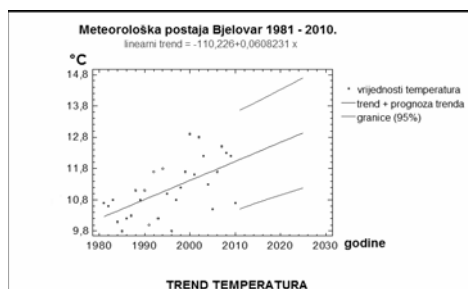 Meteorološka postaja Bjelovar 1981 - 2010.
linearni trend = -110,226+0,0608231 x
°C
14,8
13,8
12,8
11,8
10,8
9,8
1980 1990 2000 2010 2020 2030
godine
vrijednosti temperatura
trend + prognoza trenda
granice (95%)
TREND TEMPERATURA